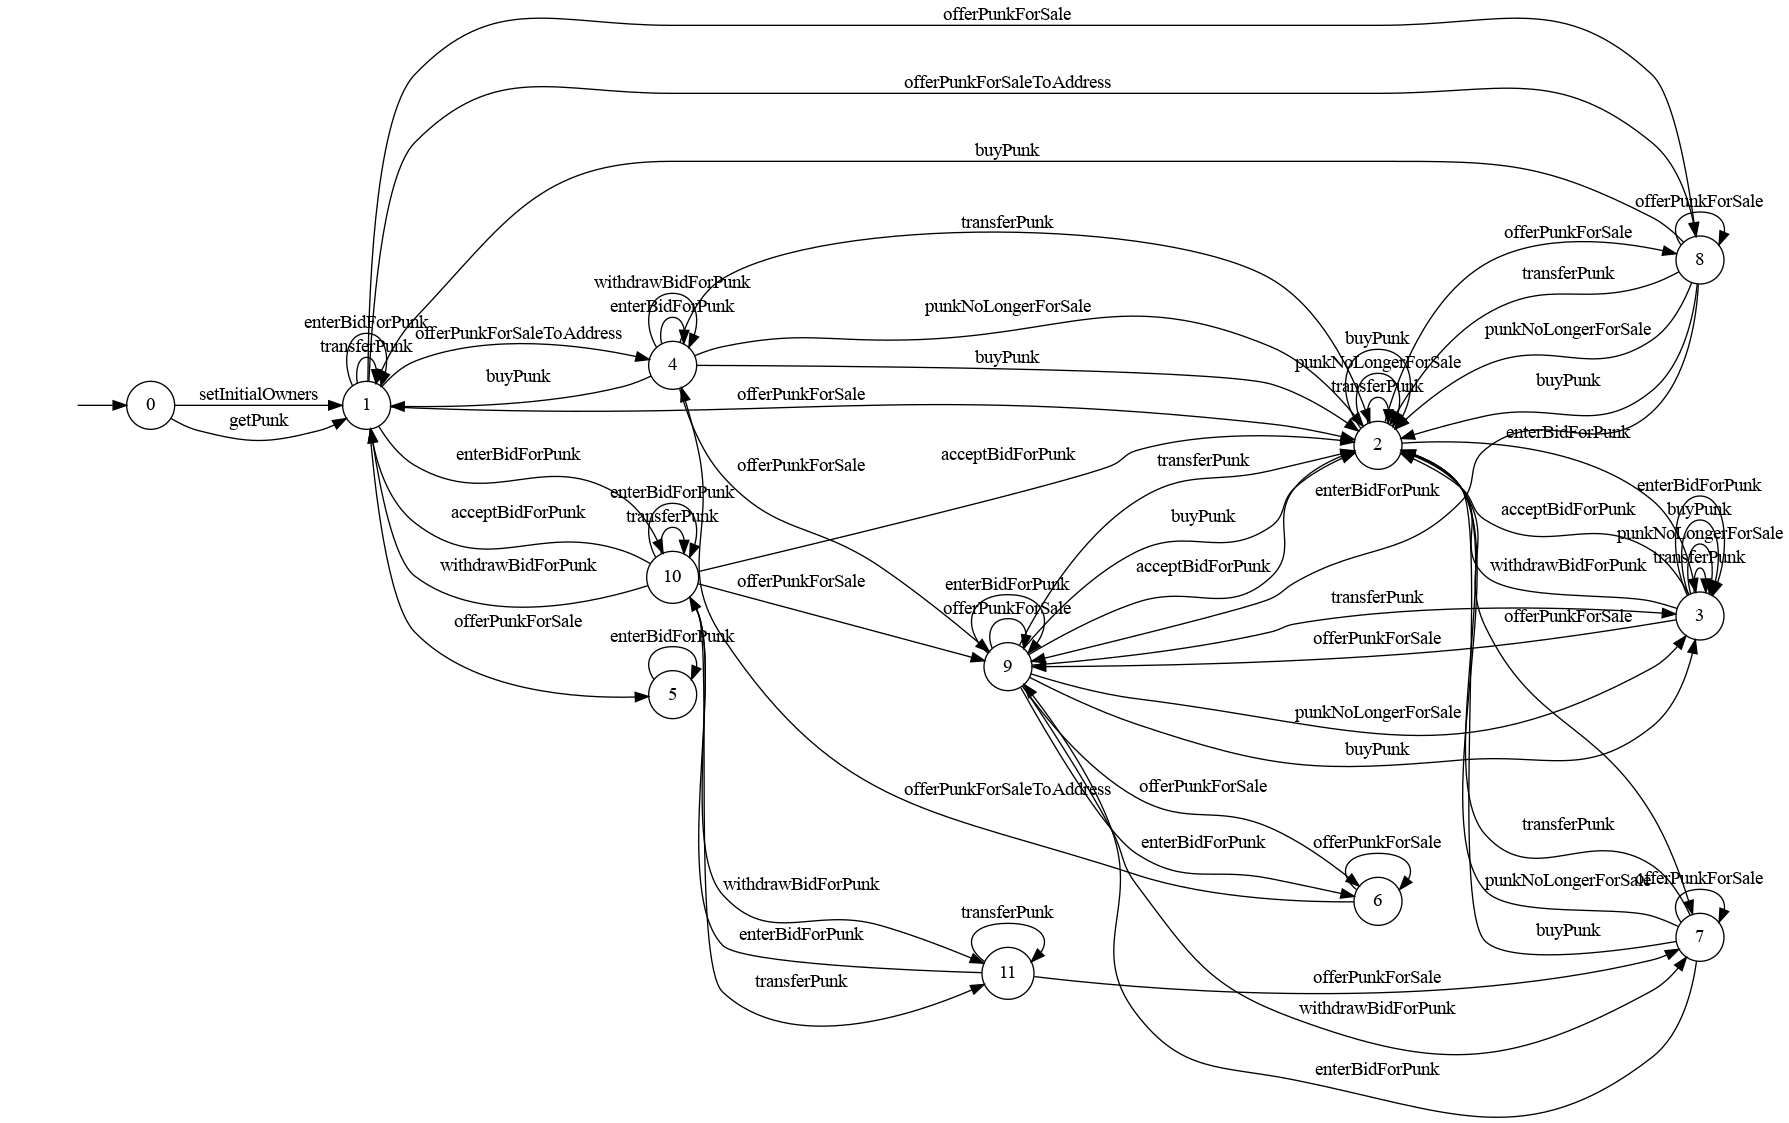 offerPunkForSale
offerPunkForSaleToAddress
buyPunk
offerPunkForSale
transferPunk
offerPunkForSale
8
transferPunk
withdrawBidForPunk
enterBidForPunk
punkNoLongerForSale
enterBidForPunk
offerPunkForSaleToAddress
transferPunk
punkNoLongerForSale
buyPunk
4
buyPunk
punkNoLongerForSale
buyPunk
buyPunk
transferPunk
setInitialOwners
0
1
offerPunkForSale
getPunk
enterBidForPunk
2
enterBidForPunk
acceptBidForPunk
offerPunkForSale
transferPunk
enterBidForPunk
enterBidForPunk
enterBidForPunk
acceptBidForPunk
transferPunk
buyPunk
acceptBidForPunk
buyPunk
punkNoLongerForSale
withdrawBidForPunk
10
offerPunkForSale
acceptBidForPunk
withdrawBidForPunk
transferPunk
enterBidForPunk
offerPunkForSale
transferPunk
offerPunkForSale
3
offerPunkForSale
enterBidForPunk
offerPunkForSale
9
5
punkNoLongerForSale
buyPunk
offerPunkForSaleToAddress
offerPunkForSale
transferPunk
enterBidForPunk
offerPunkForSale
withdrawBidForPunk
punkNoLongerForSale
offerPunkForSale
6
transferPunk
enterBidForPunk
buyPunk
7
11
transferPunk
offerPunkForSale
withdrawBidForPunk
enterBidForPunk